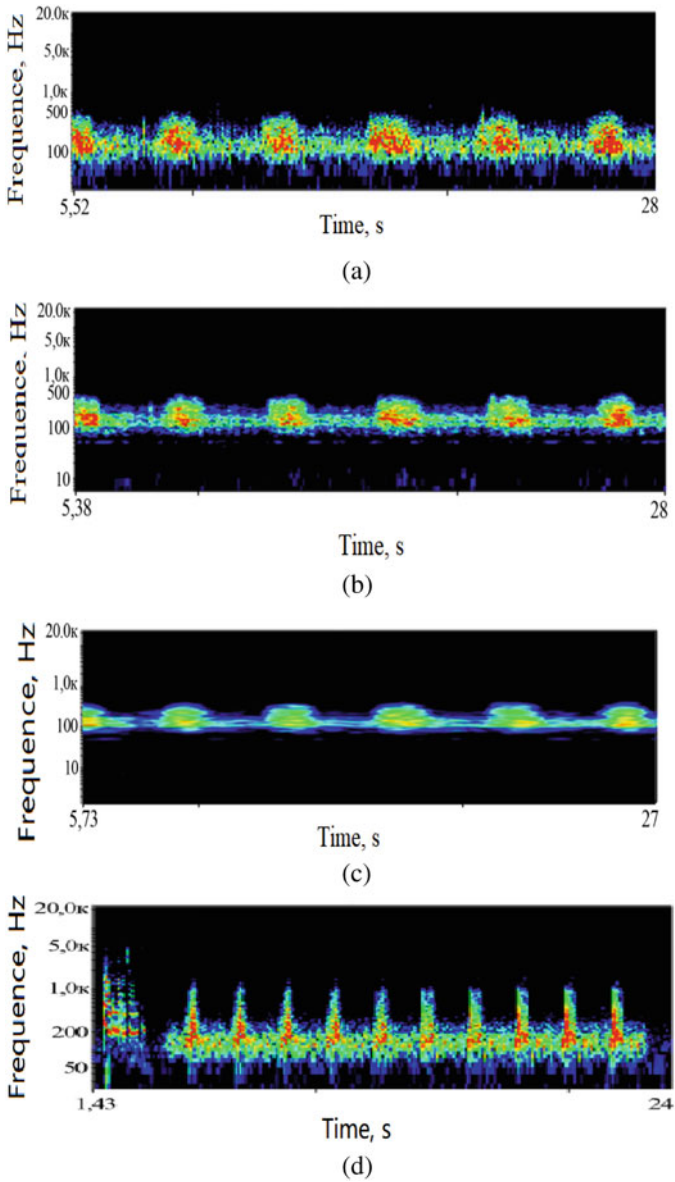 Frequence, Hz
20.0к
5,0к
1,0к
500
100
5,52
28
Time, s
(a)
Frequence, Hz
20.0к
5,0к
1,0к
500
100
10
5,38
28
Time, s
(b)
Frequence, Hz
20.0к
1,0к
100
10
5,73
27
Time, s
(c)
Frequence, Hz
20,0к
5,0к
1,0к
200
50
1,43
24
Time, s
(d)